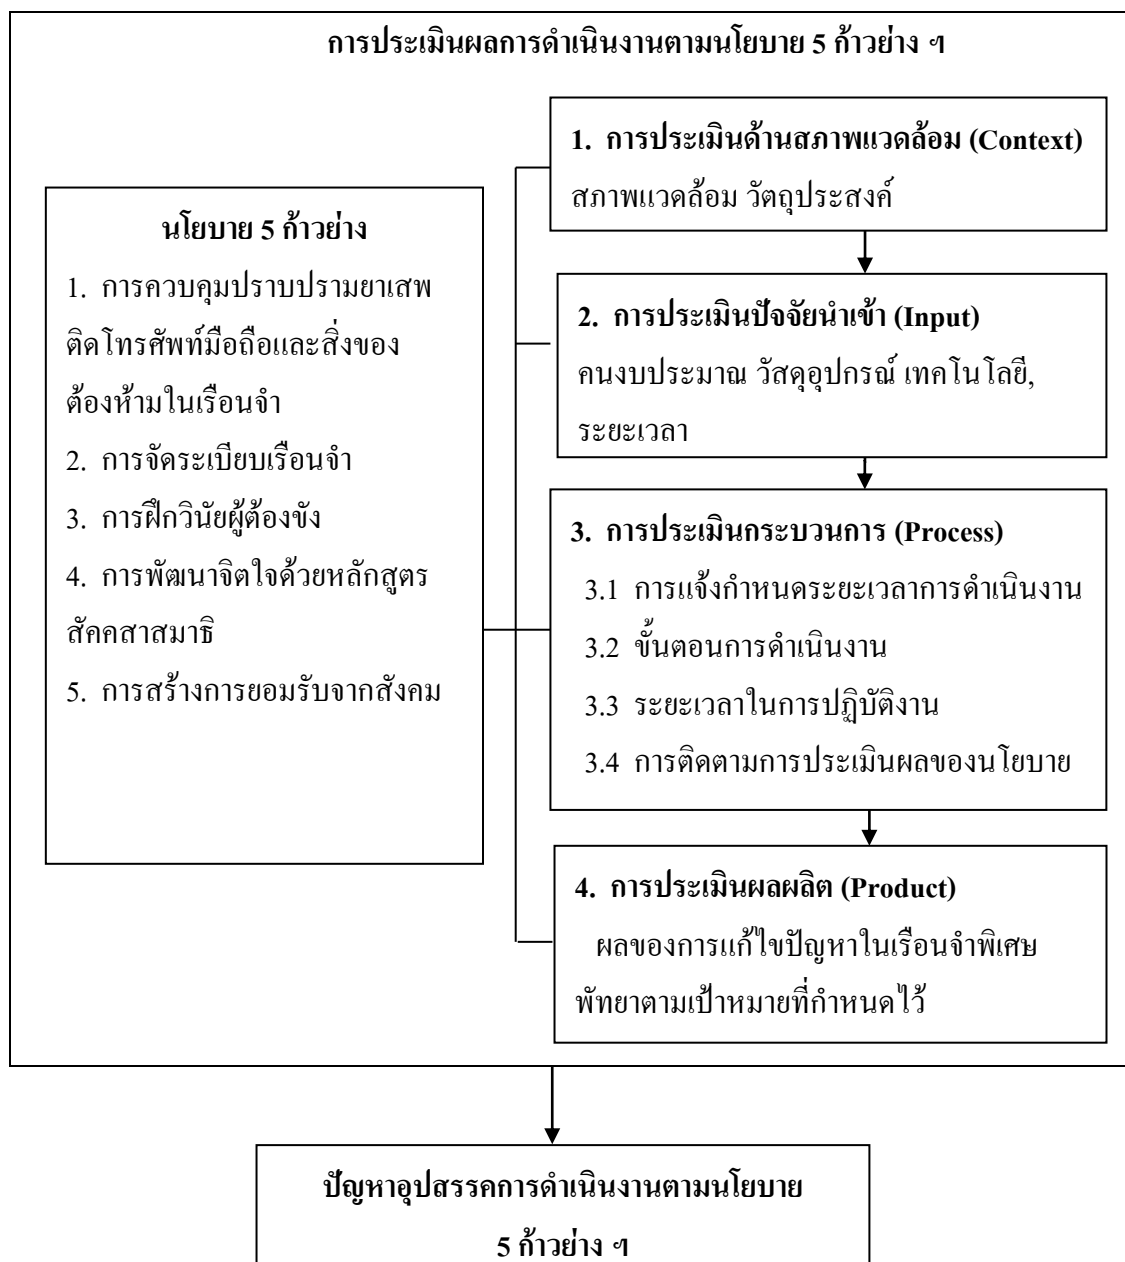 การประเมินผลการดำเนินงานตามนโยบาย 5 ก้าวย่าง ฯ
นโยบาย 5 ก้าวย่าง
1. การควบคุมปราบปรามยาเสพ
ติดโทรศัพท์มือถือและสิ่งของ
ต้องห้ามในเรือนจำ
2. การจัดระเบียบเรือนจำ
3. การฝึกวินัยผู้ต้องขัง
4. การพัฒนาจิตใจด้วยหลักสูตร
สัคคสาสมาธิ
5. การสร้างการยอมรับจากสังคม
1. การประเมินด้านสภาพแวดล้อม (Context)
สภาพแวดล้อม วัตถุประสงค์
2. การประเมินปัจจัยนำเข้า (Input)
คนงบประมาณ วัสดุอุปกรณ์ เทคโนโลยี,
ระยะเวลา
3. การประเมินกระบวนการ (Process)
3.1 การแจ้งกำหนดระยะเวลาการดำเนินงาน
3.2 ขั้นตอนการดำเนินงาน
3.3 ระยะเวลาในการปฏิบัติงาน
3.4 การติดตามการประเมินผลของนโยบาย
4. การประเมินผลผลิต (Product)
ผลของการแก้ไขปัญหาในเรือนจำพิเศษ
พัทยาตามเป้าหมายที่กำหนดไว้
ปัญหาอุปสรรคการดำเนินงานตามนโยบาย
5 ก้าวย่าง ฯ